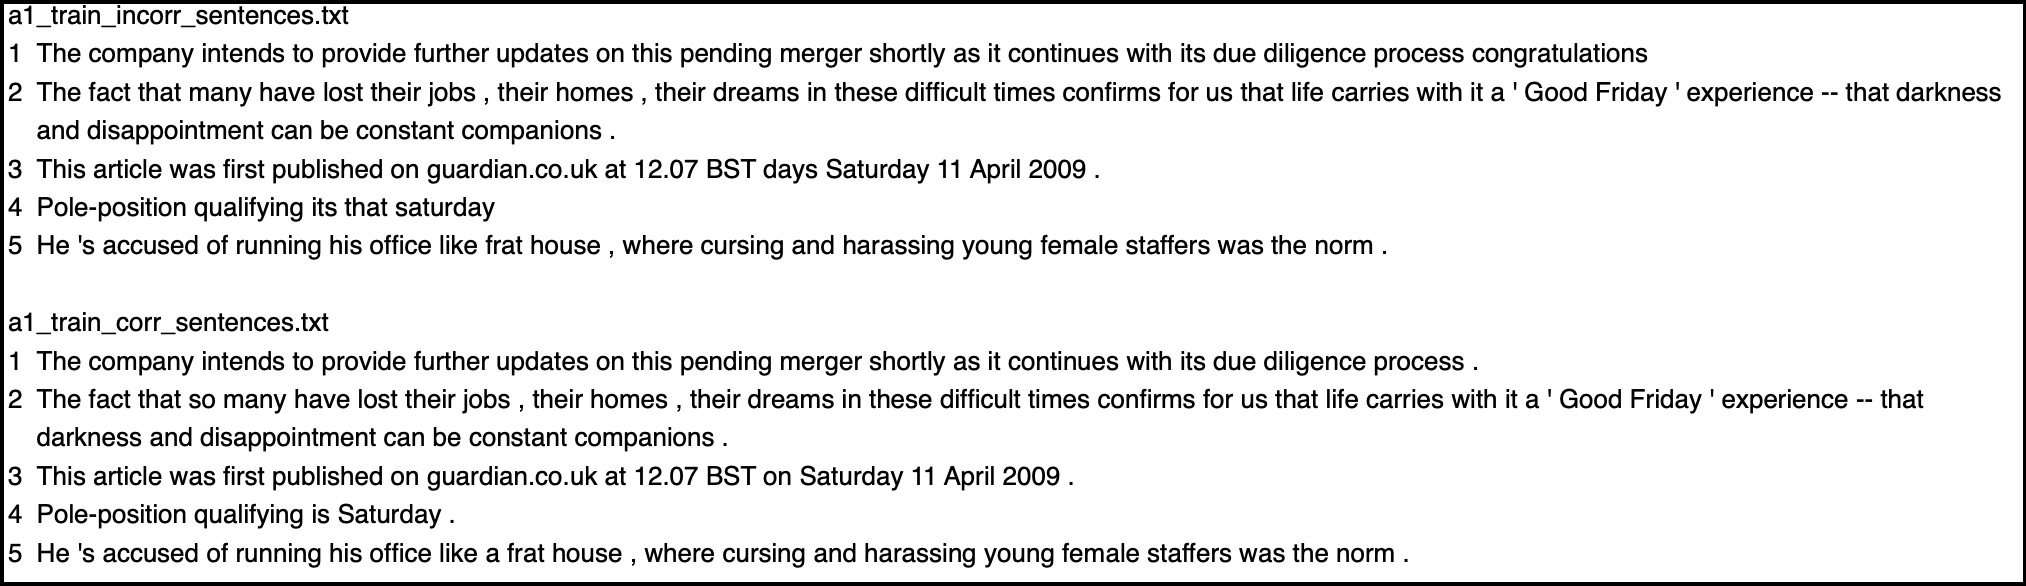 a1_train_incorr_sentences.txt
1 The company intends to provide further updates on this pending merger shortly as it continues with its due diligence process congratulations
2 The fact that many have lost their jobs , their homes , their dreams in these difficult times confirms for us that life carries with it a ' Good Friday ' experience -- that darkness
and disappointment can be constant companions .
3 This article was first published on guardian.co.uk at 12.07 BST days Saturday 11 April 2009 .
4 Pole-position qualifying its that saturday
5 He 's accused of running his office like frat house , where cursing and harassing young female staffers was the norm .
a1_train_corr_sentences.txt
1 The company intends to provide further updates on this pending merger shortly as it continues with its due diligence process .
2 The fact that so many have lost their jobs , their homes , their dreams in these difficult times confirms for us that life carries with it a ' Good Friday ' experience -- that
darkness and disappointment can be constant companions .
3 This article was first published on guardian.co.uk at 12.07 BST on Saturday 11 April 2009 .
4 Pole-position qualifying is Saturday .
5 He 's accused of running his office like a frat house , where cursing and harassing young female staffers was the norm .